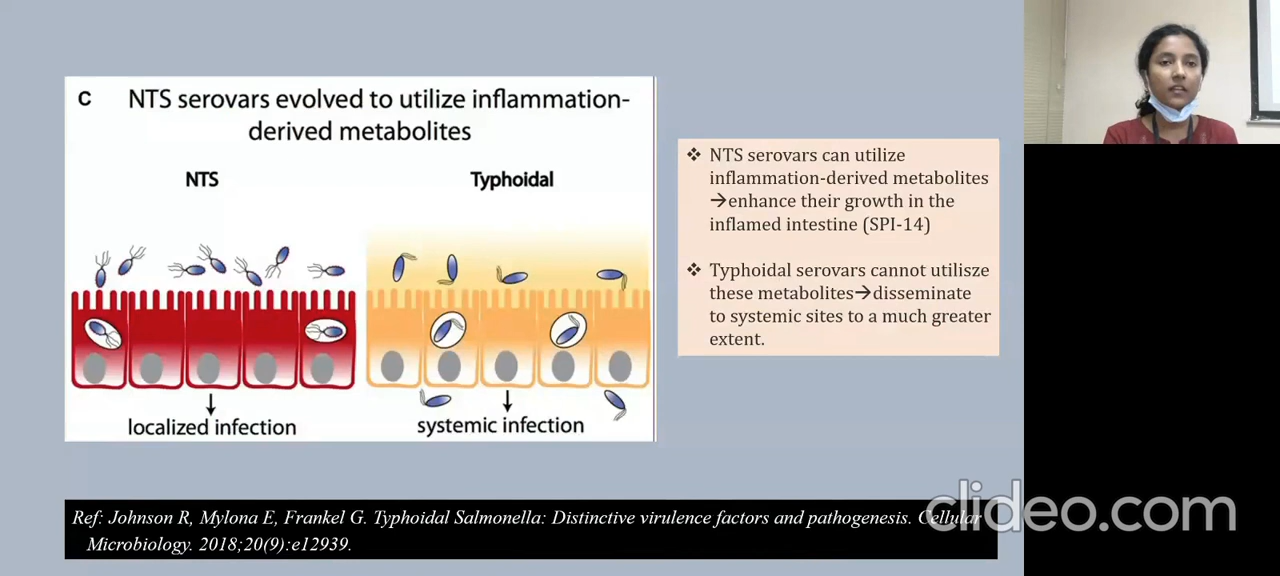 C NTS serovars evolved to utilize inflammation-
derived metabolites
NTS Typhoidal
localized infection systemic infection
❖ NTS serovars can utilize
inflammation-derived metabolites
→enhance their growth in the
inflamed intestine (SPI-14)
❖ Typhoidal serovars cannot utilisze
these metabolites→disseminate
to systemic sites to a much greater
extent.
Ref: Johnson R, Mylona E, Frankel G. Typhoidal Salmonella: Distinctive virulence factors and pathogenesis. Cellular
Microbiology. 2018;20(9):e12939.
clideo.com